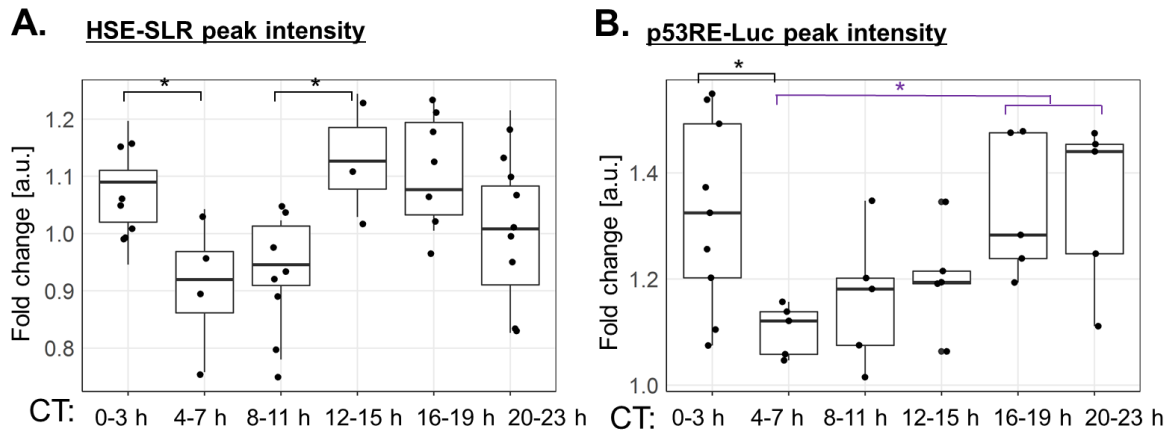 A. HSE-SLR peak intensity
Fold change [a.u.]
1.2
1.1
1.0
0.9
0.8
* *
CT: 0-3 h 4-7 h 8-11 h 12-15 h 16-19 h 20-23 h
B. p53RE-Luc peak intensity
Fold change [a.u.]
1.4
1.2
1.0
* *
CT: 0-3 h 4-7 h 8-11 h 12-15 h 16-19 h 20-23 h